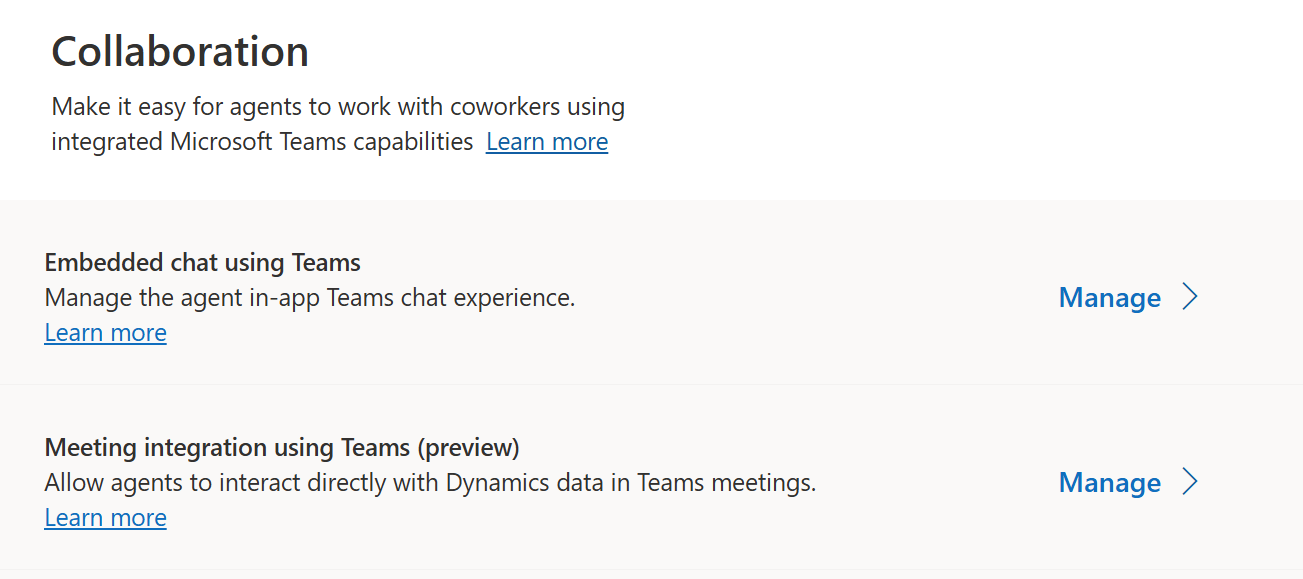 Collaboration
Make it easy for agents to work with coworkers using
integrated Microsoft Teams capabilities Learn more
Embedded chat using Teams
Manage the agent in-app Teams chat experience.
Learn more
Manage
Meeting integration using Teams (preview)
Allow agents to interact directly with Dynamics data in Teams meetings.
Learn more
Manage